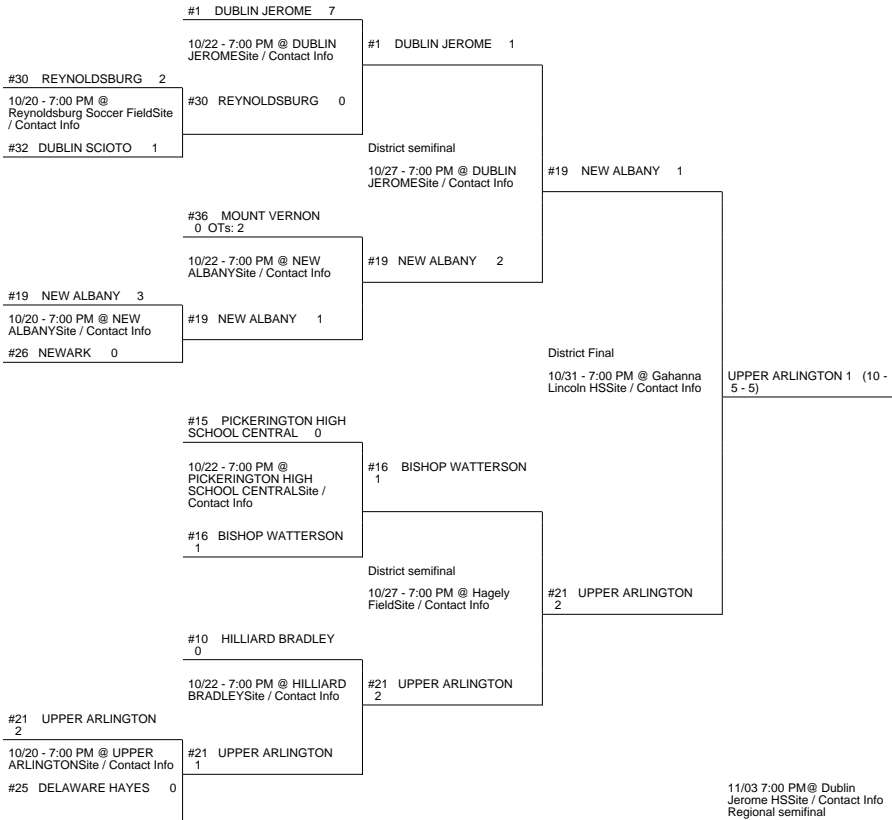 #1 DUBLIN JEROME 7
10/22 - 7:00 PM @ DUBLIN
JEROMESite / Contact Info
#1 DUBLIN JEROME 1
#30 REYNOLDSBURG 2
10/20 - 7:00 PM @
Reynoldsburg Soccer FieldSite
/ Contact Info
#30 REYNOLDSBURG 0
#32 DUBLIN SCIOTO 1
District semifinal
10/27 - 7:00 PM @ DUBLIN
JEROMESite / Contact Info
#19 NEW ALBANY 1
#36 MOUNT VERNON
0 OTs: 2
10/22 - 7:00 PM @ NEW
ALBANYSite / Contact Info
#19 NEW ALBANY 2
#19 NEW ALBANY 3
10/20 - 7:00 PM @ NEW
ALBANYSite / Contact Info
#19 NEW ALBANY 1
#26 NEWARK 0
District Final
10/31 - 7:00 PM @ Gahanna
Lincoln HSSite / Contact Info
UPPER ARLINGTON 1 (10 -
5 - 5)
#15 PICKERINGTON HIGH
SCHOOL CENTRAL 0
10/22 - 7:00 PM @
PICKERINGTON HIGH
SCHOOL CENTRALSite /
Contact Info
#16 BISHOP WATTERSON
1
#16 BISHOP WATTERSON
1
District semifinal
10/27 - 7:00 PM @ Hagely
FieldSite / Contact Info
#21 UPPER ARLINGTON
2
#10 HILLIARD BRADLEY
0
10/22 - 7:00 PM @ HILLIARD
BRADLEYSite / Contact Info
#21 UPPER ARLINGTON
2
#21 UPPER ARLINGTON
2
10/20 - 7:00 PM @ UPPER
ARLINGTONSite / Contact Info
#21 UPPER ARLINGTON
1
#25 DELAWARE HAYES 0
11/03 7:00 PM@ Dublin
Jerome HSSite / Contact Info
Regional semifinal